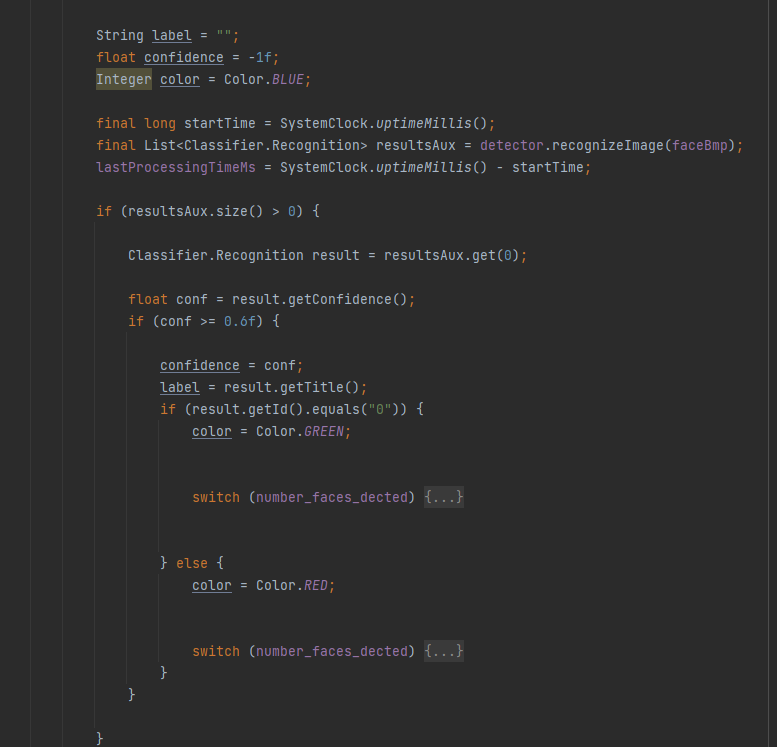 String label = "";
float confidence = -1f;
Integer color = Color.BLUE;
final long startTime = SystemClock.uptimeMillis();
final List<Classifier.Recognition> resultsAux = detector.recognizeImage(faceBmp);
lastProcessingTimeMs = SystemClock.uptimeMillis() - startTime;
if (resultsAux.size() > 0) {
Classifier.Recognition result = resultsAux.get(0);
float conf = result.getConfidence();
if (conf >= 0.6f) {
confidence = conf;
label = result.getTitle();
if (result.getId().equals("0")) {
color = Color.GREEN;
switch (number_faces_dected) {...}
} else {
color = Color.RED;
switch (number_faces_dected) {...}
}
}
}